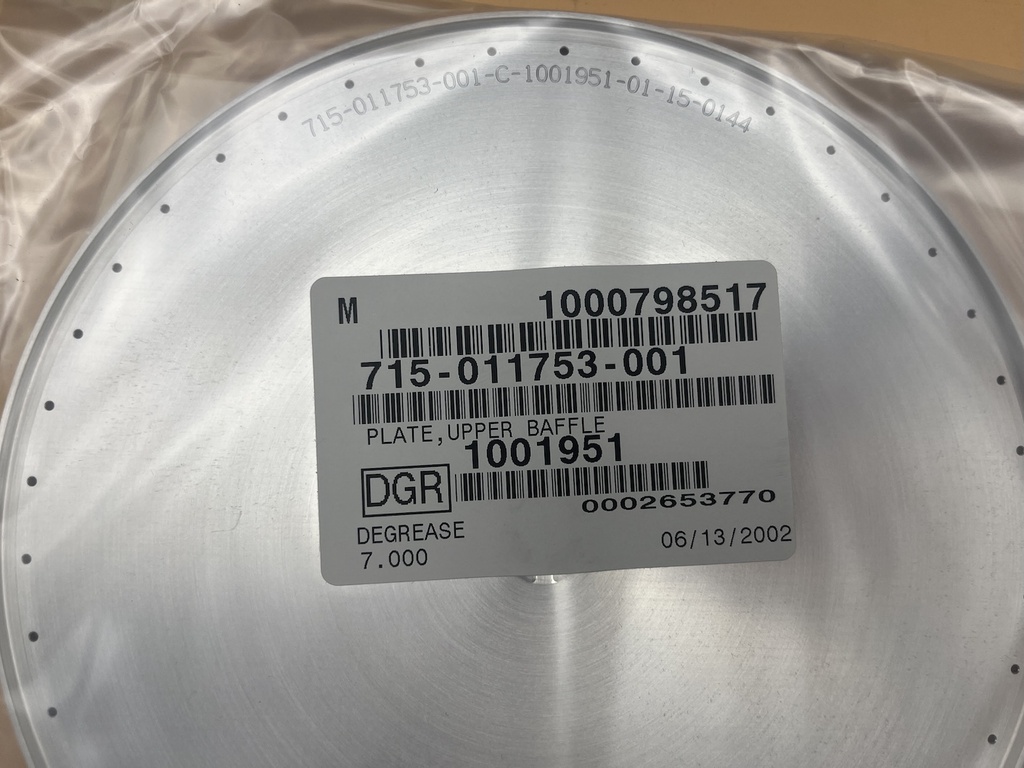 715-011753-001-C-1001951-01-15-0144
M 1000798517
715-011753-001
PLATE,UPPER BAFFLE
1001951
DGR
0002653770
DEGREASE 06/13/2002
7.000